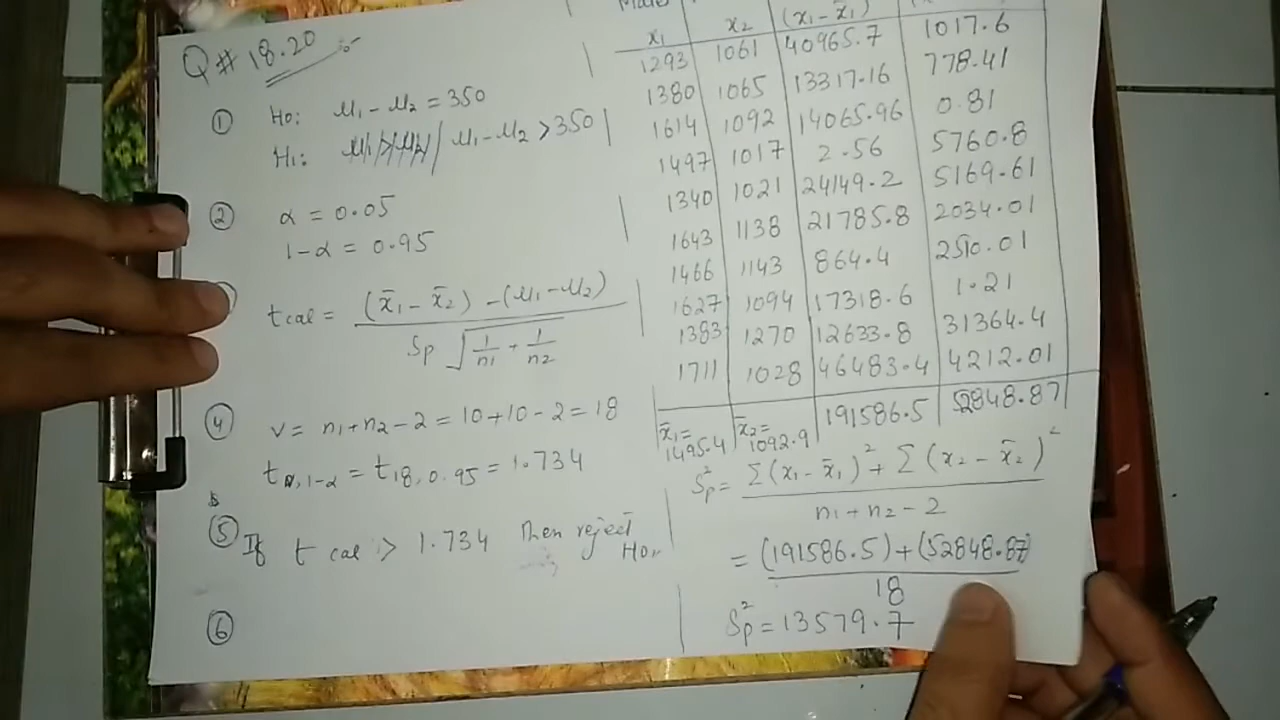 Q# 18.20
① H₀: μ₁-μ₂ = 350
H₁: μ₁-μ₂ > 350
② α = 0.05
1-α = 0.95
t cal = (x̄₁-x̄₂) -(μ₁-μ₂)
Sp √ 1/n₁ + 1/n₂
④ v = n₁+n₂-2 = 10+10-2 = 18
t v, 1-α = t 18, 0.95 = 1.734
⑤ If t cal > 1.734 Then reject
H₀,
⑥
x₁ x₂ (x₁-x̄₁)
1293 1061 40965.7 1017.6
1380 1065 13317.16 778.41
1614 1092 14065.96 0.81
1497 1017 2.56 5760.8
1340 1021 24149.2 5169.61
1643 1138 21785.8 2034.01
1466 1143 864.4 2510.01
1627 1094 17318.6 1.21
1383 1270 12633.8 31364.4
1711 1028 46483.4 4212.01
x̄₁= 1495.4 x̄₂= 1092.9 191586.5 52848.87
Sp² = Σ(x₁-x̄₁)² + Σ(x₂-x̄₂)²
n₁+n₂-2
= (191586.5)+(52848.87)
18
Sp² = 13579.7